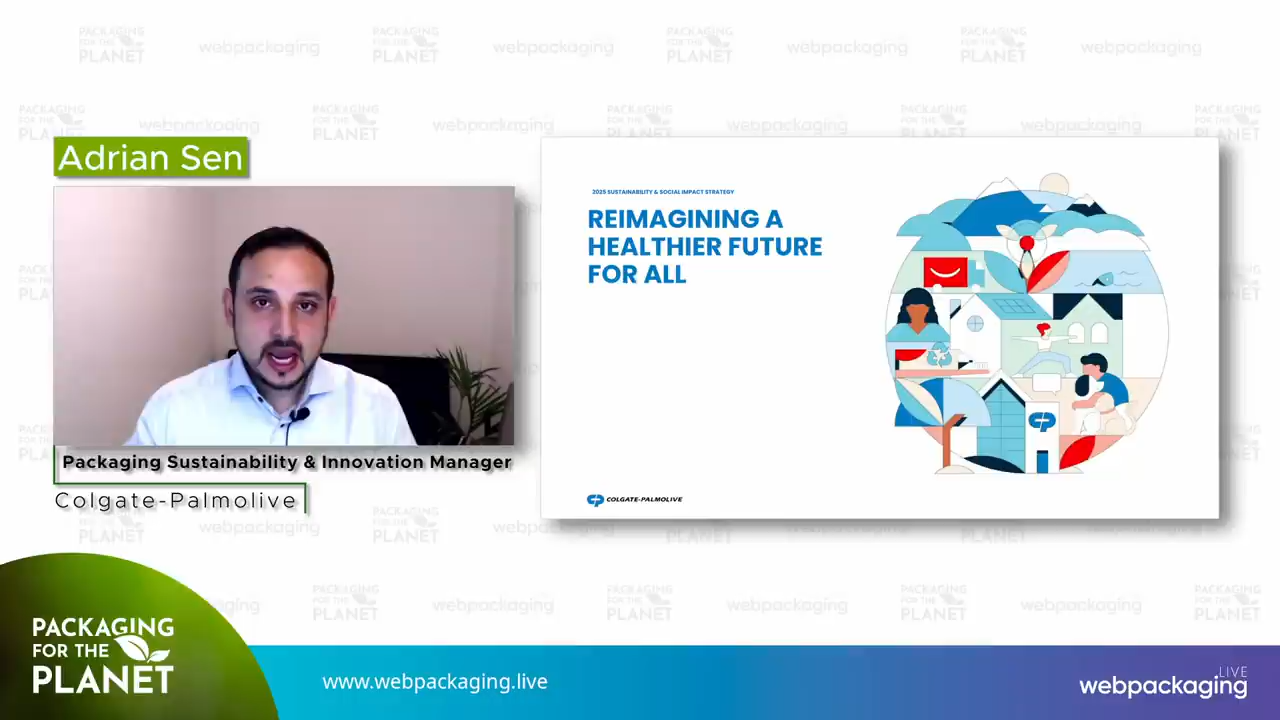 Adrian Sen
Packaging Sustainability & Innovation Manager
Colgate-Palmolive
2025 SUSTAINABILITY & SOCIAL IMPACT STRATEGY
REIMAGINING A
HEALTHIER FUTURE
FOR ALL
COLGATE-PALMOLIVE
PACKAGING
FOR THE
PLANET
www.webpackaging.live
LIVE
webpackaging